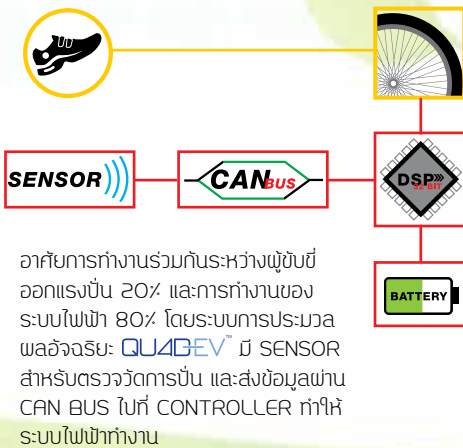 SENSOR
CAN BUS
DSP
32 BIT
BATTERY
อาศัยการทำงานร่วมกันระหว่างผู้ขับขี่
ออกแรงปั่น 20% และการทำงานของ
ระบบไฟฟ้า 80% โดยระบบการประมวล
ผลอัจฉริยะ QUADEV™ มี SENSOR
สำหรับตรวจวัดการปั่น และส่งข้อมูลผ่าน
CAN BUS ไปที่ CONTROLLER ทำให้
ระบบไฟฟ้าทำงาน